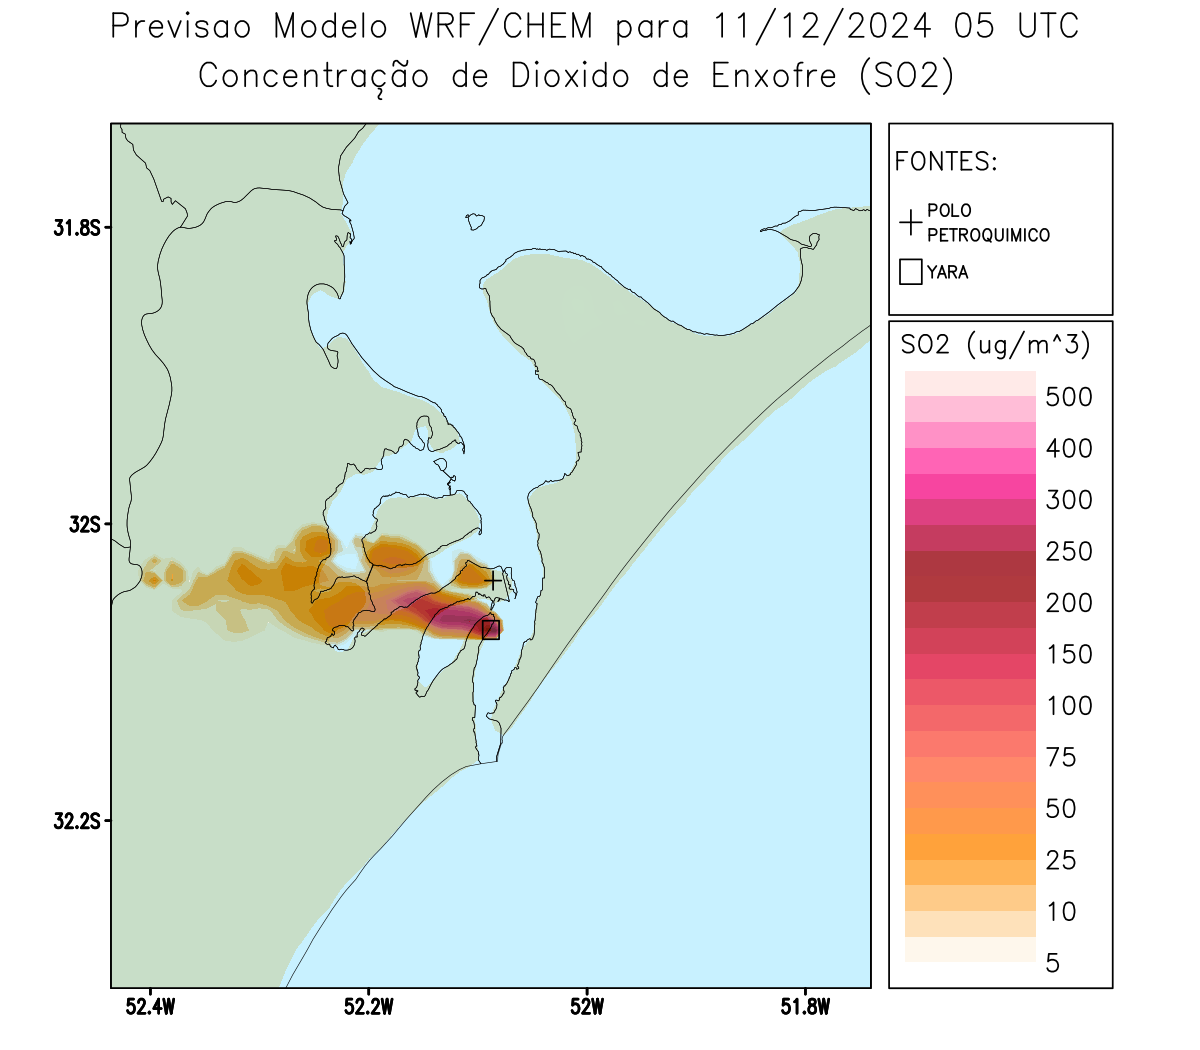 Previsao Modelo WRF/CHEM para 11/12/2024 05 UTC
Concentração de Dioxido de Enxofre (SO2)
FONTES:
POLO
PETROQUIMICO
YARA
SO2 (ug/m^3)
500
400
300
250
200
150
100
75
50
25
10
5
31.8S
32S
32.2S
52.4W
52.2W
52W
51.8W